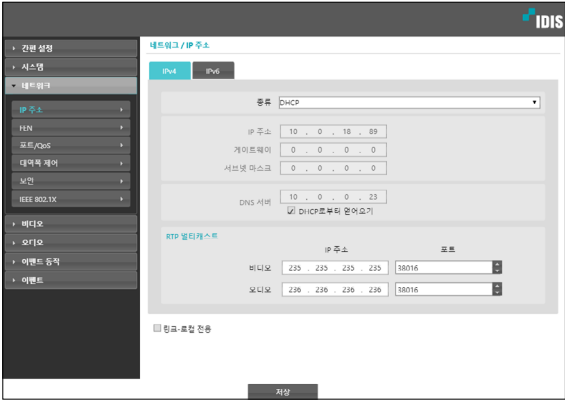 IDIS
간편 설정
시스템
네트워크
IP 주소
FEN
포트/QoS
대역폭 제어
보안
IEEE 802.1X
비디오
오디오
이벤트 동작
이벤트
네트워크 / IP 주소
IPv4 IPv6
종류 DHCP
IP 주소 10 . 0 . 18 . 89
게이트웨이 0 . 0 . 0 . 0
서브넷 마스크 0 . 0 . 0 . 0
DNS 서버 10 . 0 . 0 . 23
DHCP로부터 얻어오기
RTP 멀티캐스트
IP 주소 포트
비디오 235 . 235 . 235 . 235 38016
오디오 236 . 236 . 236 . 236 38016
링크-로컬 전용
저장